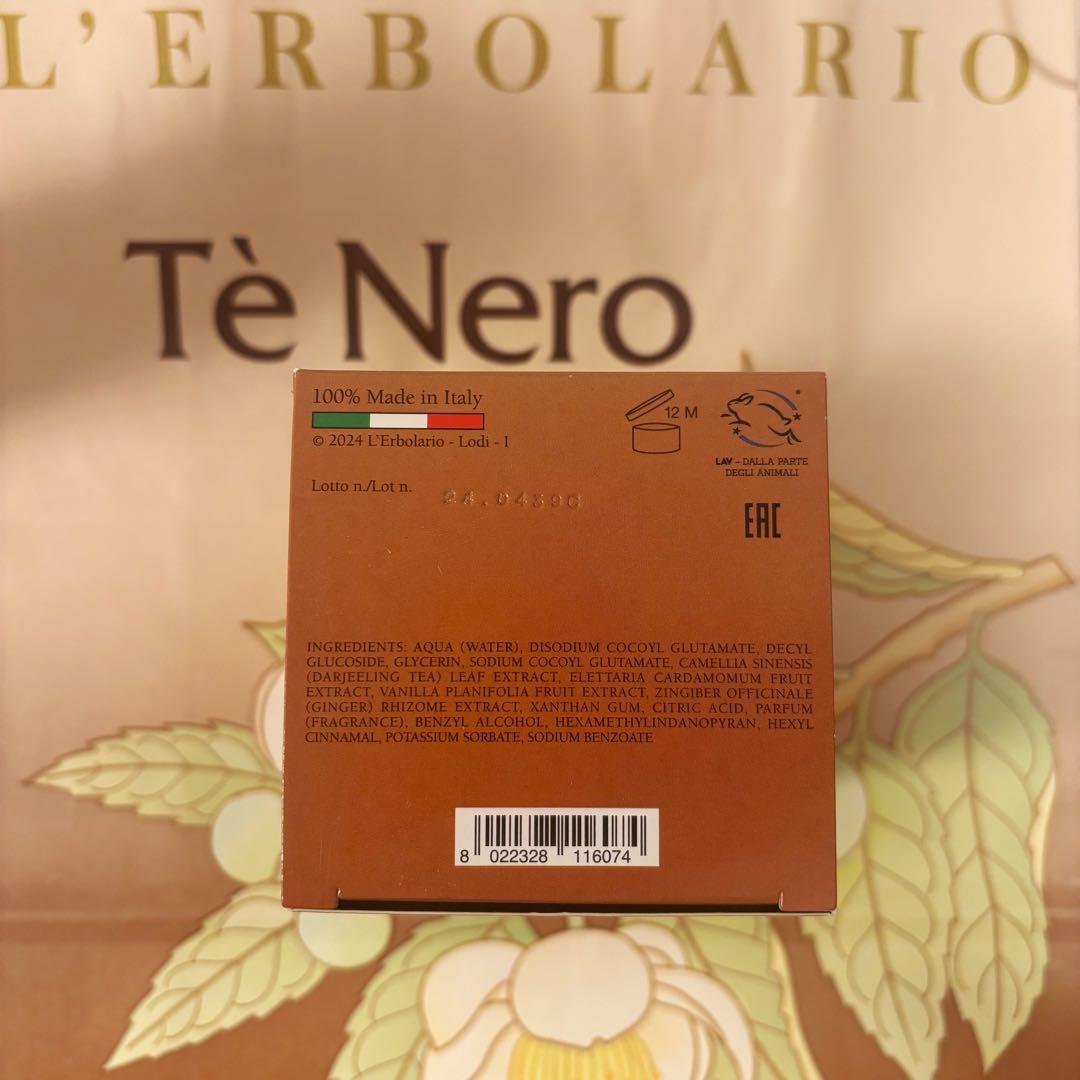 L'ERBOLARIO
Tè Nero
100% Made in Italy
© 2024 L'Erbolario - Lodi - I
12 M
LAV - DALLA PARTE
DEGLI ANIMALI
Lotto n./Lot n. 24.0439C
EAC
INGREDIENTS: AQUA (WATER), DISODIUM COCOYL GLUTAMATE, DECYL
GLUCOSIDE, GLYCERIN, SODIUM COCOYL GLUTAMATE, CAMELLIA SINENSIS
(DARJEELING TEA) LEAF EXTRACT, ELETTARIA CARDAMOMUM FRUIT
EXTRACT, VANILLA PLANIFOLIA FRUIT EXTRACT, ZINGIBER OFFICINALE
(GINGER) RHIZOME EXTRACT, XANTHAN GUM, CITRIC ACID, PARFUM
(FRAGRANCE), BENZYL ALCOHOL, HEXAMETHYLINDANOPYRAN, HEXYL
CINNAMAL, POTASSIUM SORBATE, SODIUM BENZOATE
8 022328 116074